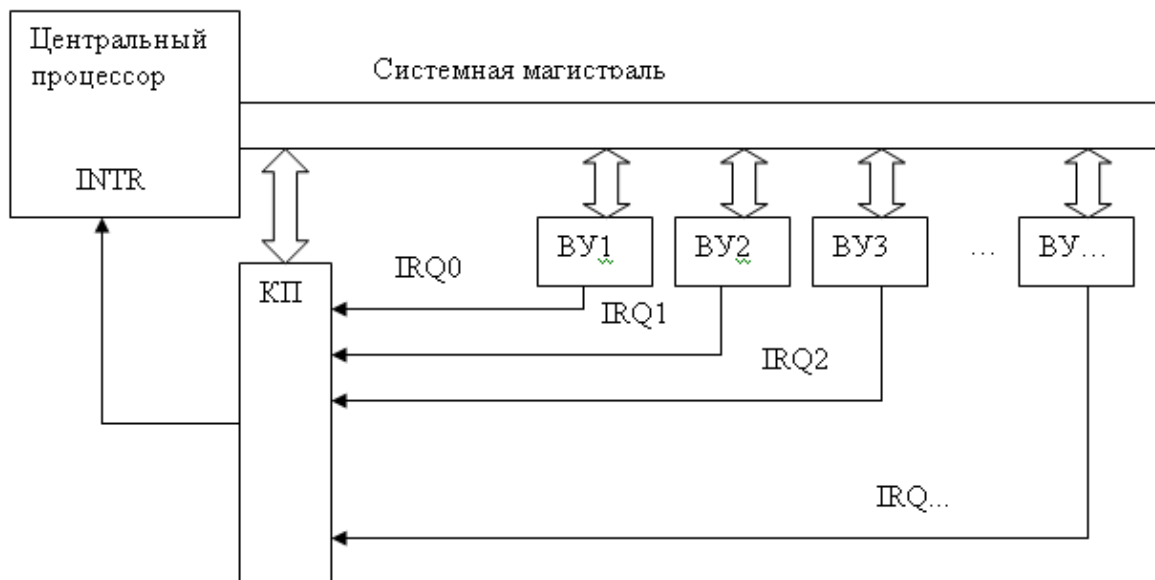 Центральный
процессор
Системная магистраль
INTR
ВУ1
ВУ2
ВУ3
...
ВУ...
IRQ0
КП
IRQ1
IRQ2
IRQ...